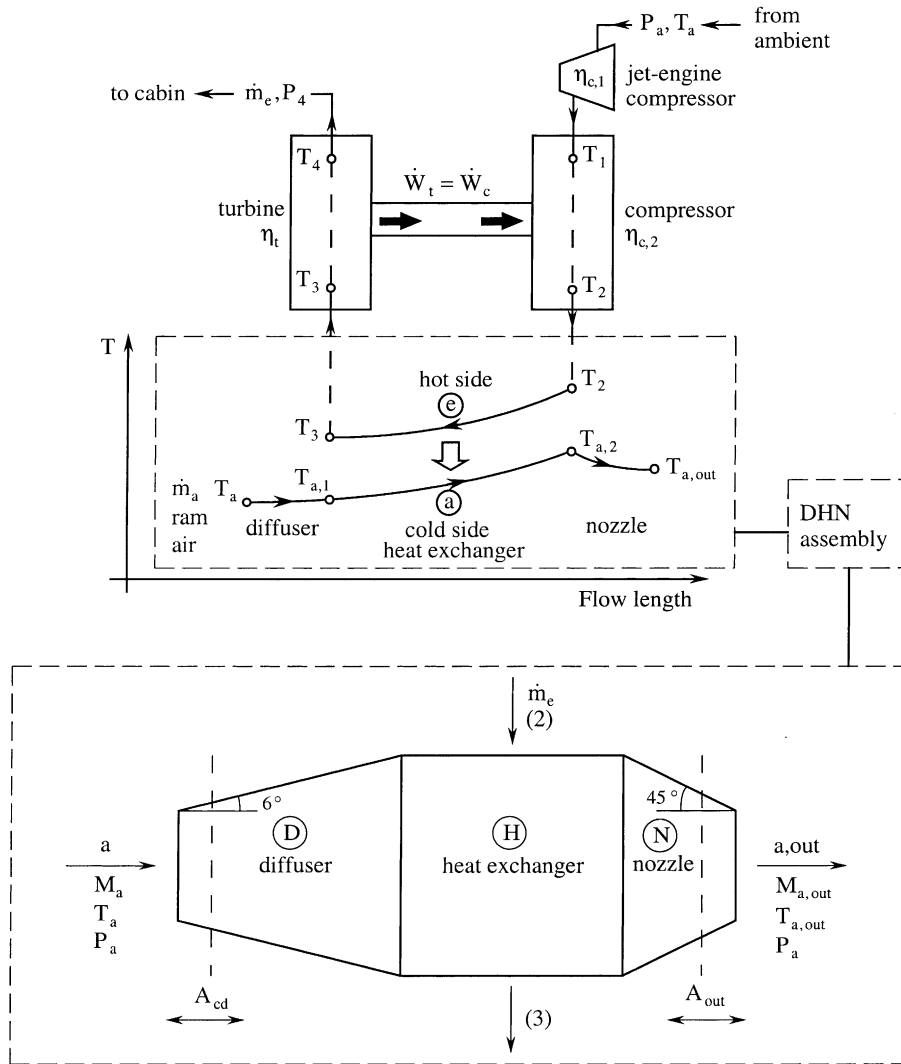 P_a, T_a
from
ambient
η_c,1
jet-engine
compressor
to cabin
ṁ_e, P_4
T_4
T_1
Ẇ_t = Ẇ_c
turbine
η_t
compressor
η_c,2
T_3
T_2
T
hot side
e
T_2
T_3
T_a,2
T_a,out
ṁ_a
ram
air
T_a
T_a,1
diffuser
a
cold side
heat exchanger
nozzle
DHN
assembly
Flow length
ṁ_e
(2)
6°
45°
D
H
N
a
diffuser
heat exchanger
nozzle
a,out
M_a
T_a
P_a
M_a,out
T_a,out
P_a
A_cd
(3)
A_out